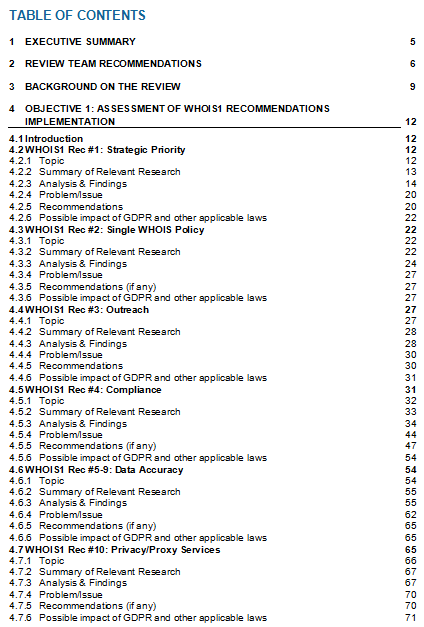 TABLE OF CONTENTS
1 EXECUTIVE SUMMARY 5
2 REVIEW TEAM RECOMMENDATIONS 6
3 BACKGROUND ON THE REVIEW 9
4 OBJECTIVE 1: ASSESSMENT OF WHOIS1 RECOMMENDATIONS
IMPLEMENTATION 12
4.1 Introduction 12
4.2 WHOIS1 Rec #1: Strategic Priority 12
4.2.1 Topic 12
4.2.2 Summary of Relevant Research 13
4.2.3 Analysis & Findings 14
4.2.4 Problem/Issue 20
4.2.5 Recommendations 20
4.2.6 Possible impact of GDPR and other applicable laws 22
4.3 WHOIS1 Rec #2: Single WHOIS Policy 22
4.3.1 Topic 22
4.3.2 Summary of Relevant Research 22
4.3.3 Analysis & Findings 24
4.3.4 Problem/Issue 27
4.3.5 Recommendations (if any) 27
4.3.6 Possible impact of GDPR and other applicable laws 27
4.4 WHOIS1 Rec #3: Outreach 27
4.4.1 Topic 27
4.4.2 Summary of Relevant Research 28
4.4.3 Analysis & Findings 28
4.4.4 Problem/Issue 30
4.4.5 Recommendations 30
4.4.6 Possible impact of GDPR and other applicable laws 31
4.5 WHOIS1 Rec #4: Compliance 31
4.5.1 Topic 32
4.5.2 Summary of Relevant Research 33
4.5.3 Analysis & Findings 34
4.5.4 Problem/Issue 44
4.5.5 Recommendations (if any) 47
4.5.6 Possible impact of GDPR and other applicable laws 54
4.6 WHOIS1 Rec #5-9: Data Accuracy 54
4.6.1 Topic 54
4.6.2 Summary of Relevant Research 55
4.6.3 Analysis & Findings 55
4.6.4 Problem/Issue 62
4.6.5 Recommendations (if any) 65
4.6.6 Possible impact of GDPR and other applicable laws 65
4.7 WHOIS1 Rec #10: Privacy/Proxy Services 65
4.7.1 Topic 66
4.7.2 Summary of Relevant Research 67
4.7.3 Analysis & Findings 67
4.7.4 Problem/Issue 70
4.7.5 Recommendations (if any) 70
4.7.6 Possible impact of GDPR and other applicable laws 71